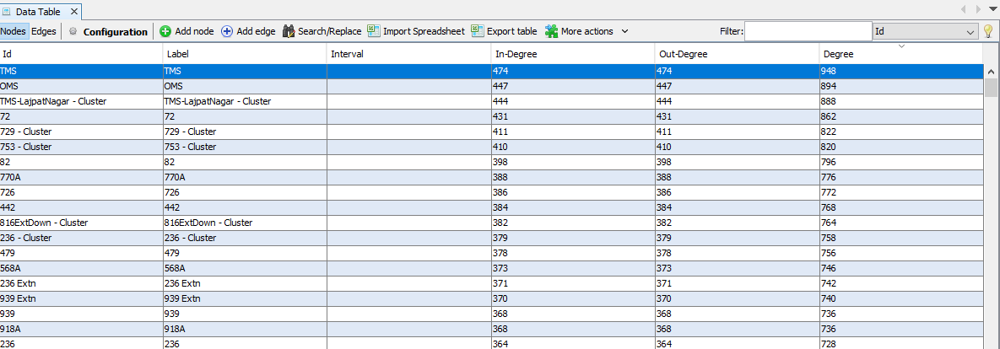 Data Table
Nodes Edges Configuration Add node Add edge Search/Replace Import Spreadsheet Export table More actions Filter: Id
Id Label Interval In-Degree Out-Degree Degree
TMS TMS 474 474 948
OMS OMS 447 447 894
TMS-LajpatNagar - Cluster TMS-LajpatNagar - Cluster 444 444 888
72 72 431 431 862
729 - Cluster 729 - Cluster 411 411 822
753 - Cluster 753 - Cluster 410 410 820
82 82 398 398 796
770A 770A 388 388 776
726 726 386 386 772
442 442 384 384 768
816ExtDown - Cluster 816ExtDown - Cluster 382 382 764
236 - Cluster 236 - Cluster 379 379 758
479 479 378 378 756
568A 568A 373 373 746
236 Extn 236 Extn 371 371 742
939 Extn 939 Extn 370 370 740
939 939 368 368 736
918A 918A 368 368 736
236 236 364 364 728